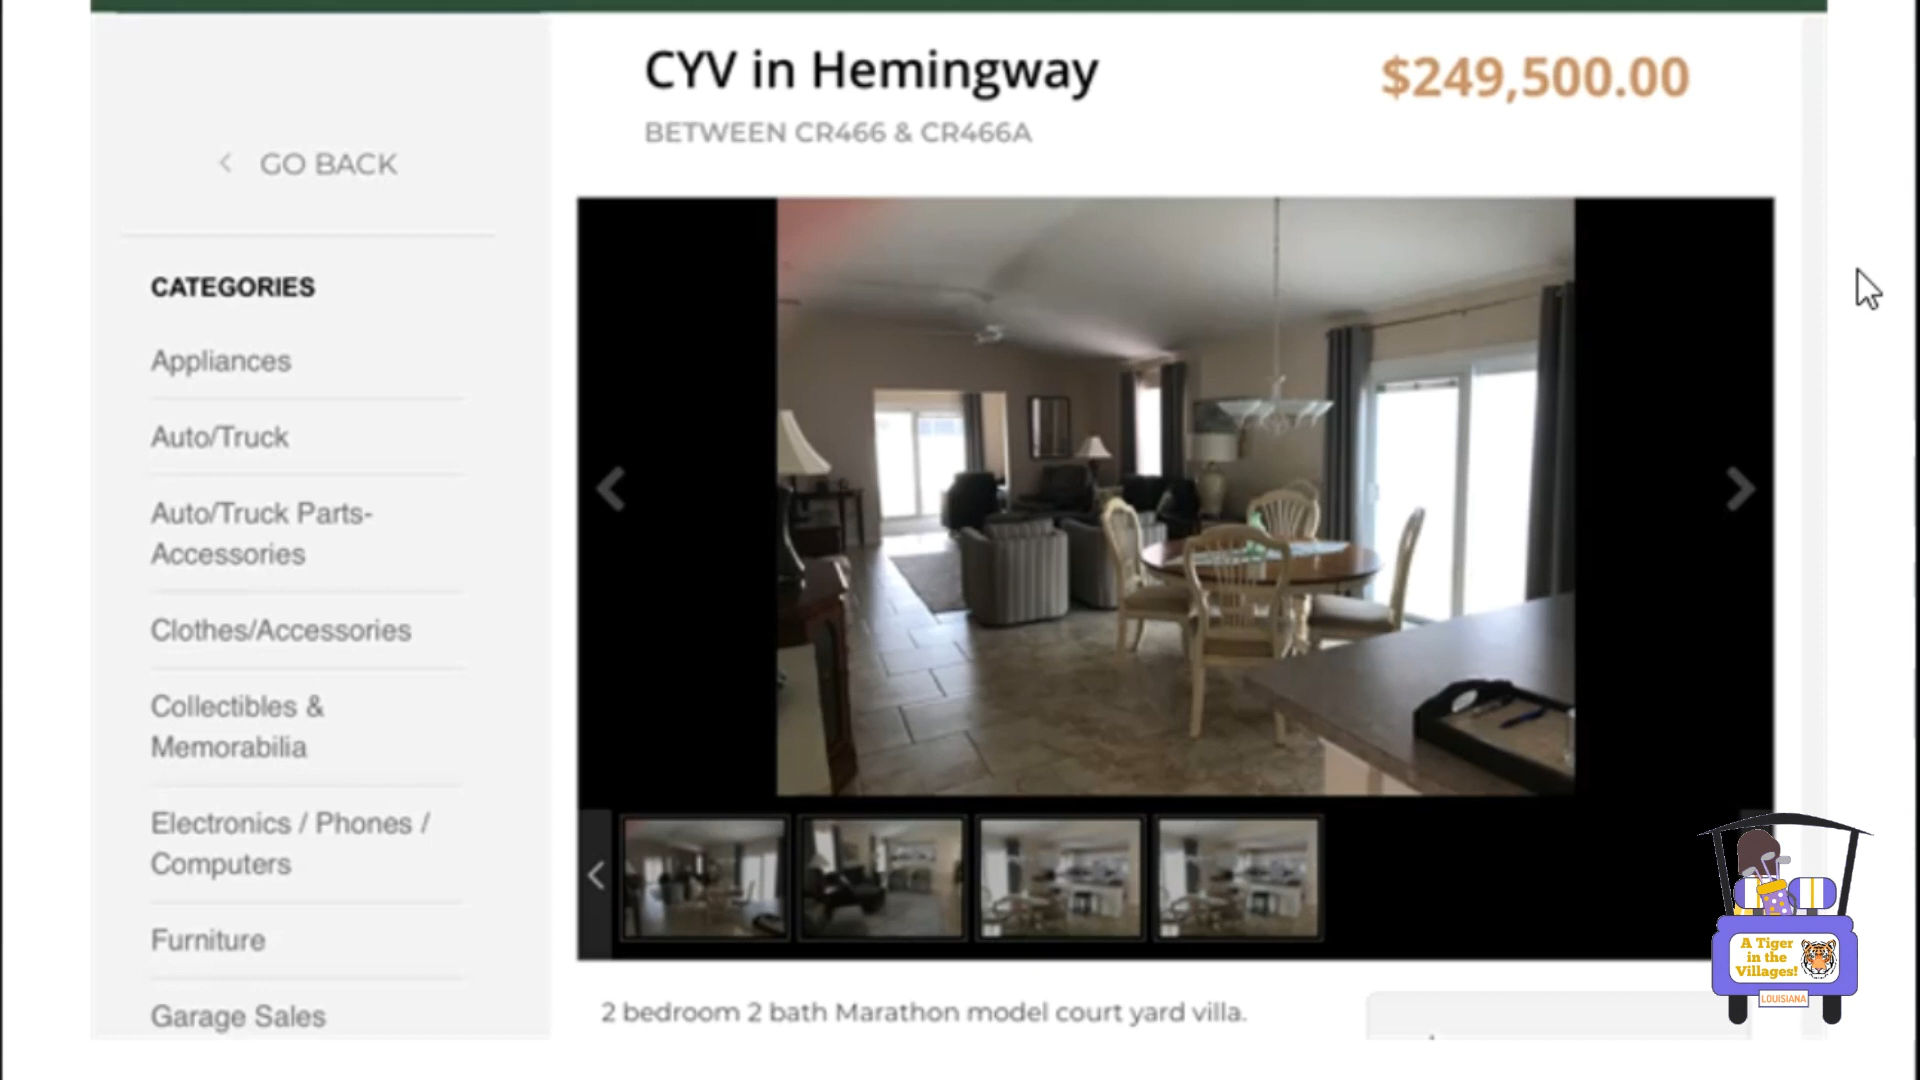 CYV in Hemingway
$249,500.00
BETWEEN CR466 & CR466A
GO BACK
CATEGORIES
Appliances
Auto/Truck
Auto/Truck Parts-
Accessories
Clothes/Accessories
Collectibles &
Memorabilia
Electronics / Phones /
Computers
Furniture
Garage Sales
2 bedroom 2 bath Marathon model court yard villa.
A Tiger
in the
Villages!
LOUISIANA